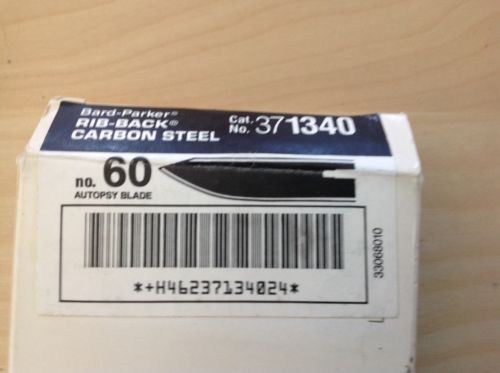 Bard-Parker®
RIB-BACK®
CARBON STEEL
Cat.
No. 371340
no. 60
AUTOPSY BLADE
*+H46237134024*
33068010